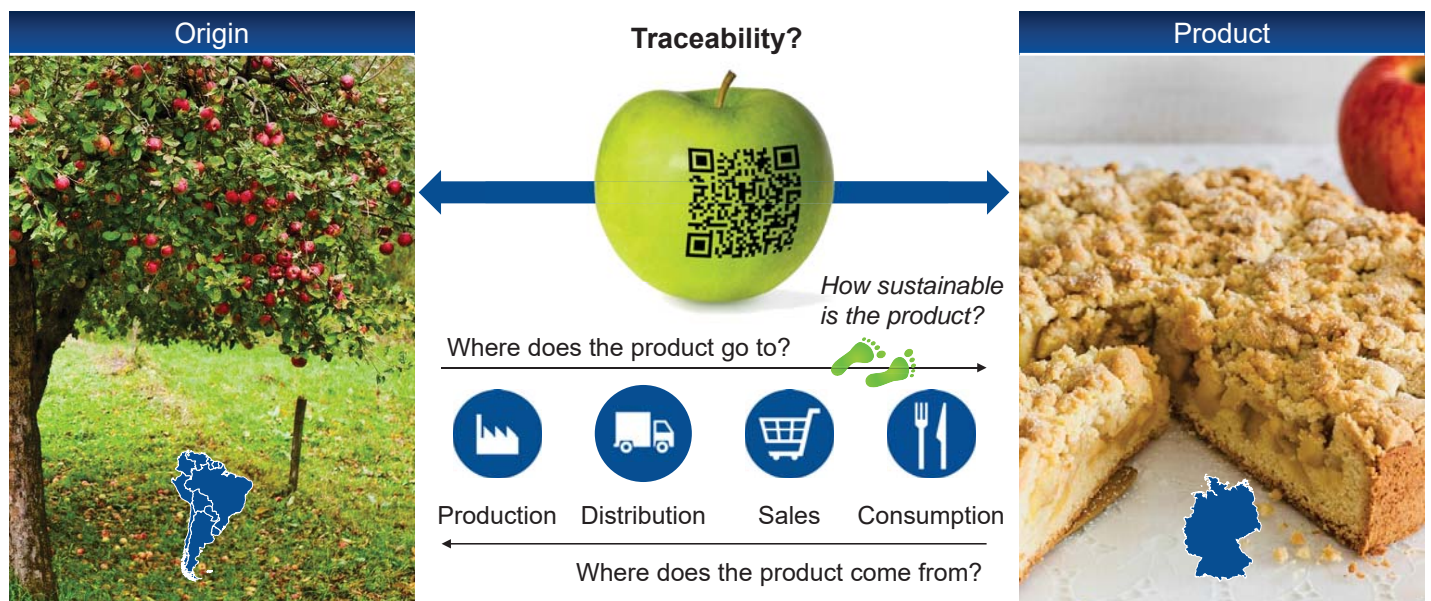 Origin
Traceability?
Product
How sustainable
is the product?
Where does the product go to?
Production
Distribution
Sales
Consumption
Where does the product come from?